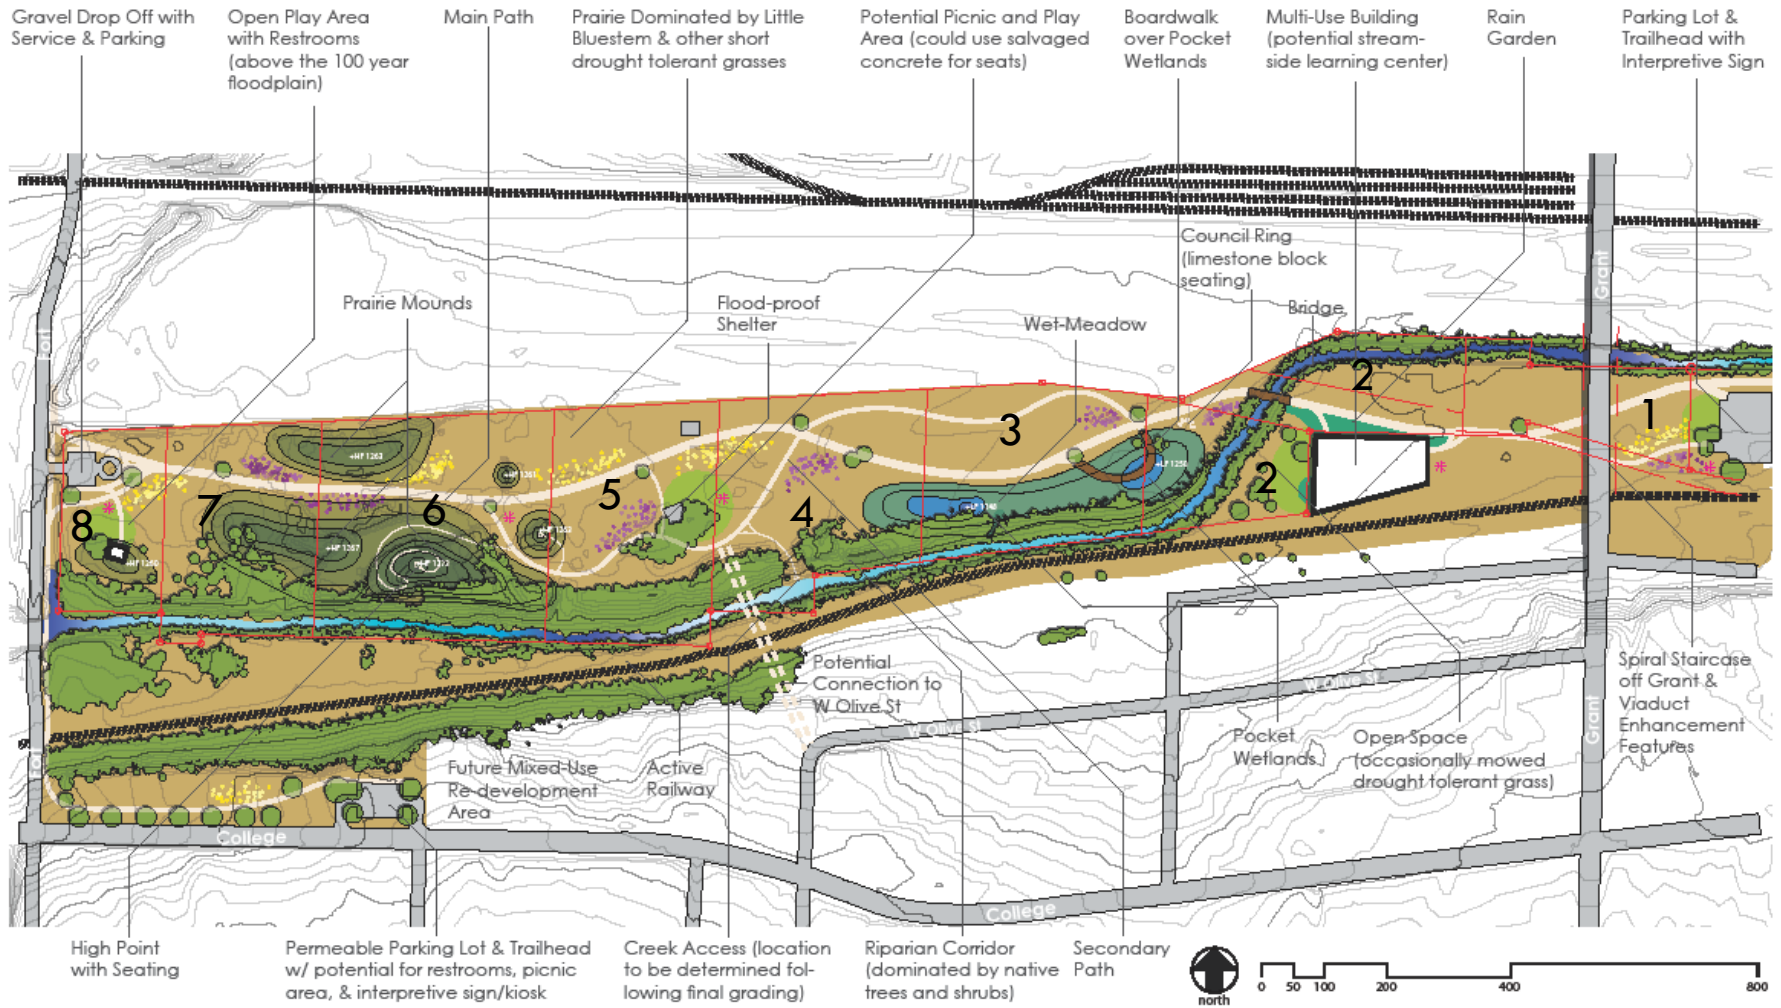 Gravel Drop Off with
Service & Parking
Open Play Area
with Restrooms
(above the 100 year
floodplain)
Main Path
Prairie Dominated by Little
Bluestem & other short
drought tolerant grasses
Potential Picnic and Play
Area (could use salvaged
concrete for seats)
Boardwalk
over Pocket
Wetlands
Multi-Use Building
(potential stream-
side learning center)
Rain
Garden
Parking Lot &
Trailhead with
Interpretive Sign
Council Ring
(limestone block
seating)
Bridge
Prairie Mounds
Flood-proof
Shelter
Wet-Meadow
Grant
Fort
1
2
3
2
4
5
6
7
8
+HP 1263
+HP 1267
Potential
Connection to
W Olive St
W Olive St
W Olive St
Grant
Fort
Spiral Staircase
off Grant &
Viaduct
Enhancement
Features
Pocket
Wetlands
Open Space
(occasionally mowed
drought tolerant grass)
Future Mixed-Use
Re-development
Area
Active
Railway
College
College
High Point
with Seating
Permeable Parking Lot & Trailhead
w/ potential for restrooms, picnic
area, & interpretive sign/kiosk
Creek Access (location
to be determined fol-
lowing final grading)
Riparian Corridor
(dominated by native
trees and shrubs)
Secondary
Path
north
0 50 100 200 400 800